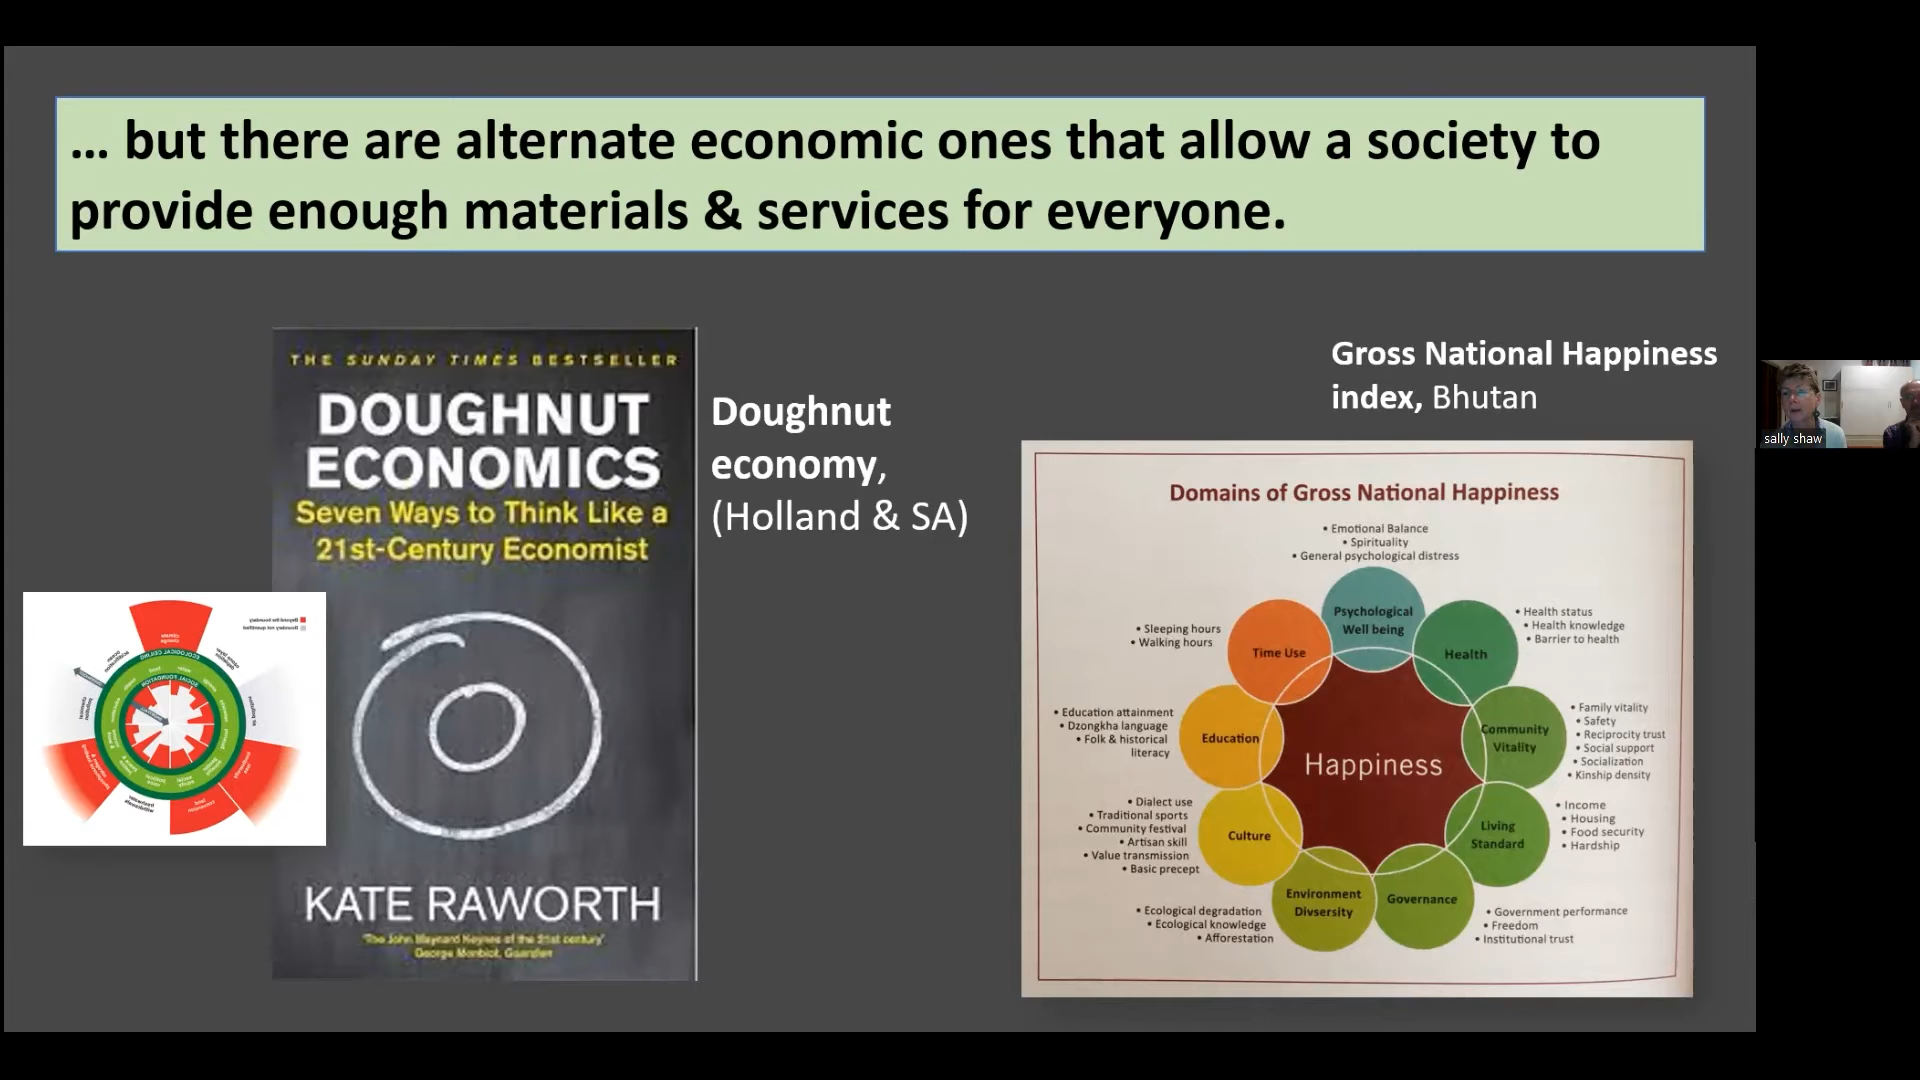 ... but there are alternate economic ones that allow a society to
provide enough materials & services for everyone.
THE SUNDAY TIMES BESTSELLER
DOUGHNUT
ECONOMICS
Seven Ways to Think Like a
21st-Century Economist
KATE RAWORTH
'The John Maynard Keynes of the 21st century'
George Monbiot, Guardian
Doughnut
economy,
(Holland & SA)
Gross National Happiness
index, Bhutan
Domains of Gross National Happiness
• Emotional Balance
• Spirituality
• General psychological distress
Psychological
Well being
• Sleeping hours
• Walking hours
Time Use
Health
• Health status
• Health knowledge
• Barrier to health
• Education attainment
• Dzongkha language
• Folk & historical
literacy
Education
Community
Vitality
• Family vitality
• Safety
• Reciprocity trust
• Social support
• Socialization
• Kinship density
Happiness
• Dialect use
• Traditional sports
• Community festival
• Artisan skill
• Value transmission
• Basic precept
Culture
Living
Standard
• Income
• Housing
• Food security
• Hardship
Environment
Divsersity
Governance
• Ecological degradation
• Ecological knowledge
• Afforestation
• Government performance
• Freedom
• Institutional trust
ECOLOGICAL CEILING
SOCIAL FOUNDATION
climate
change
sally shaw